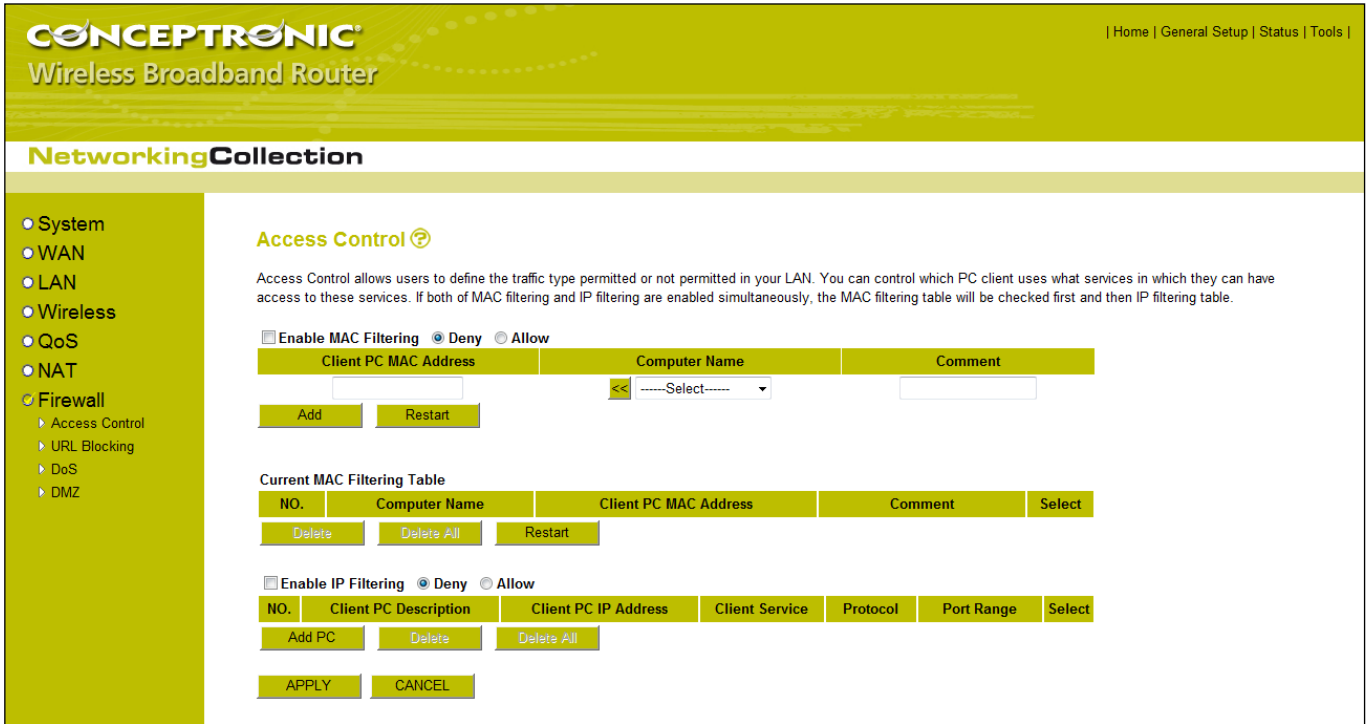 CONCEPTRONIC®
| Home | General Setup | Status | Tools |
Wireless Broadband Router
NetworkingCollection
System
WAN
LAN
Wireless
QoS
NAT
Firewall
Access Control
URL Blocking
DoS
DMZ
Access Control ?
Access Control allows users to define the traffic type permitted or not permitted in your LAN. You can control which PC client uses what services in which they can have
access to these services. If both of MAC filtering and IP filtering are enabled simultaneously, the MAC filtering table will be checked first and then IP filtering table.
Enable MAC Filtering Deny Allow
Client PC MAC Address Computer Name Comment
<< ------Select------
Add Restart
Current MAC Filtering Table
NO. Computer Name Client PC MAC Address Comment Select
Delete Delete All Restart
Enable IP Filtering Deny Allow
NO. Client PC Description Client PC IP Address Client Service Protocol Port Range Select
Add PC Delete Delete All
APPLY CANCEL